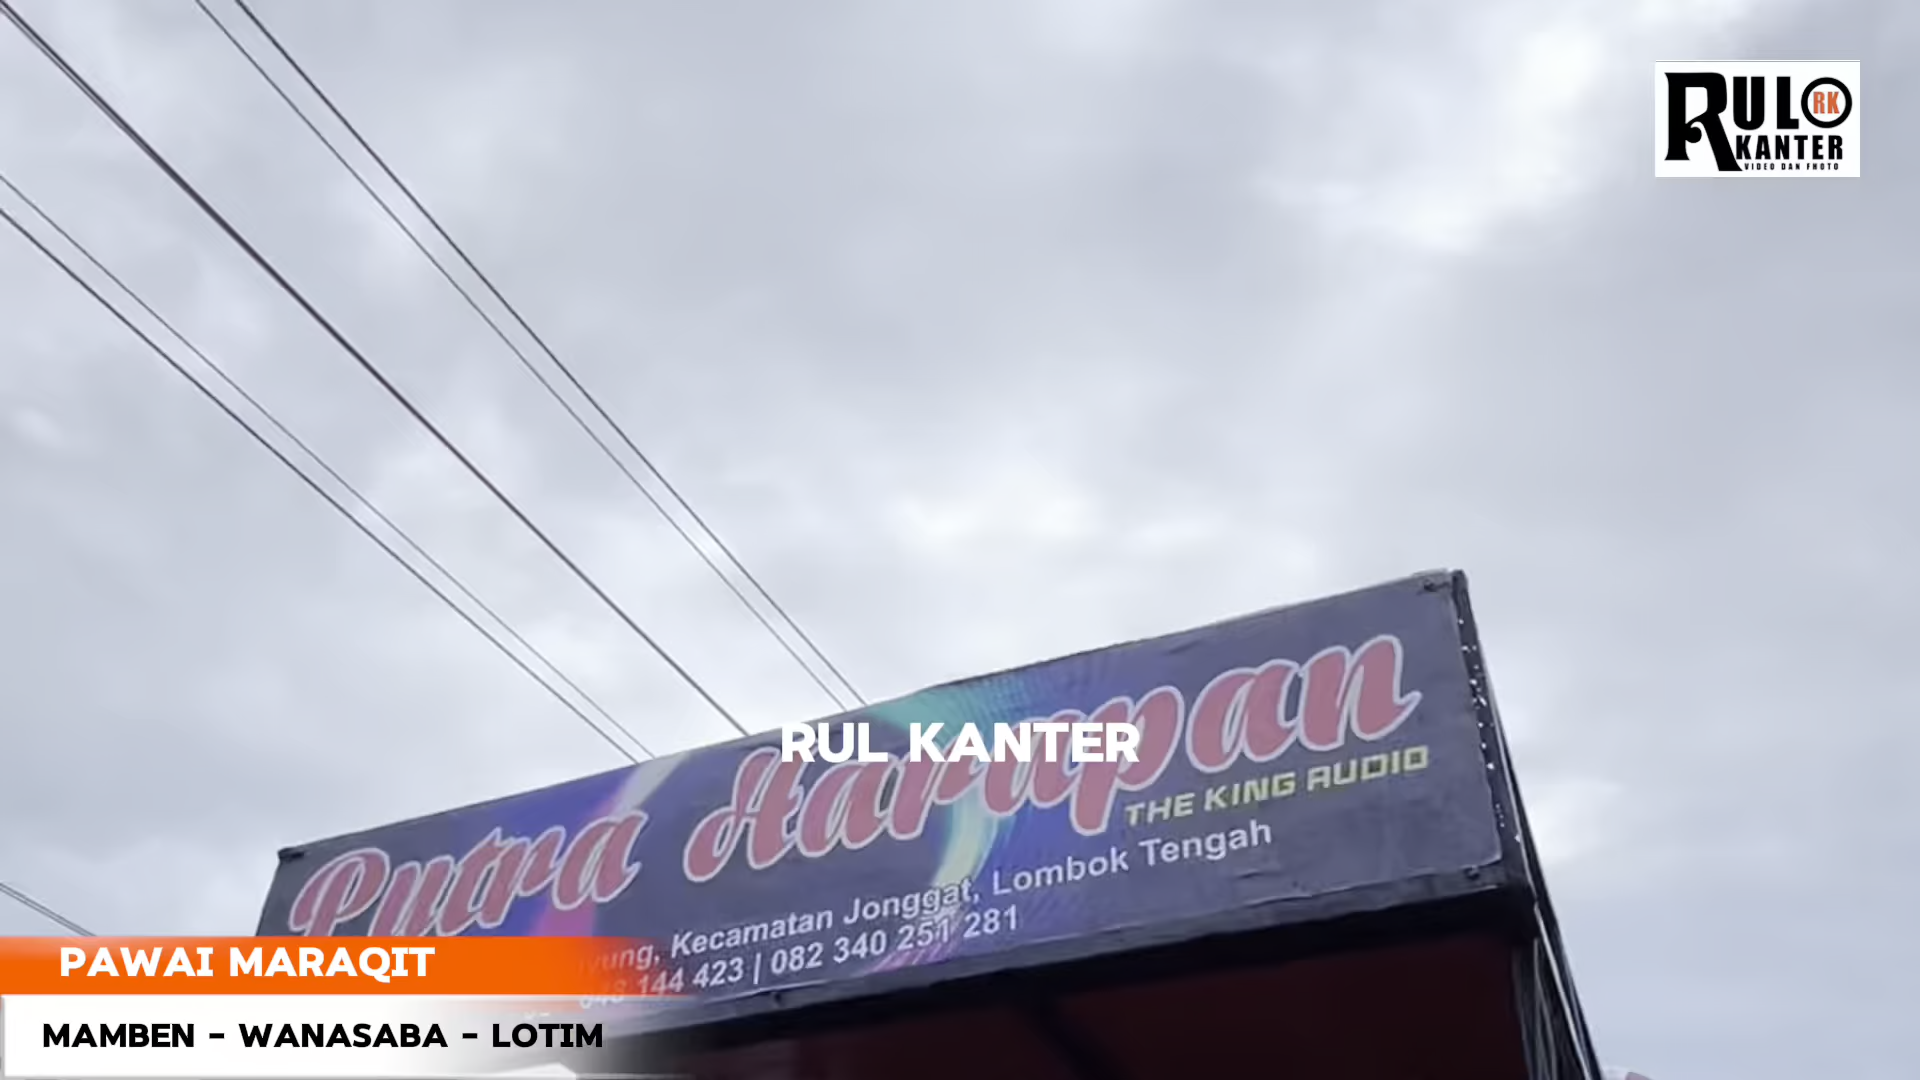 RUL
RK
KANTER
VIDEO DAN FHOTO
RUL KANTER
Putra Harapan
THE KING AUDIO
Kecamatan Jonggat, Lombok Tengah
144 423 | 082 340 251 281
PAWAI MARAQIT
MAMBEN - WANASABA - LOTIM